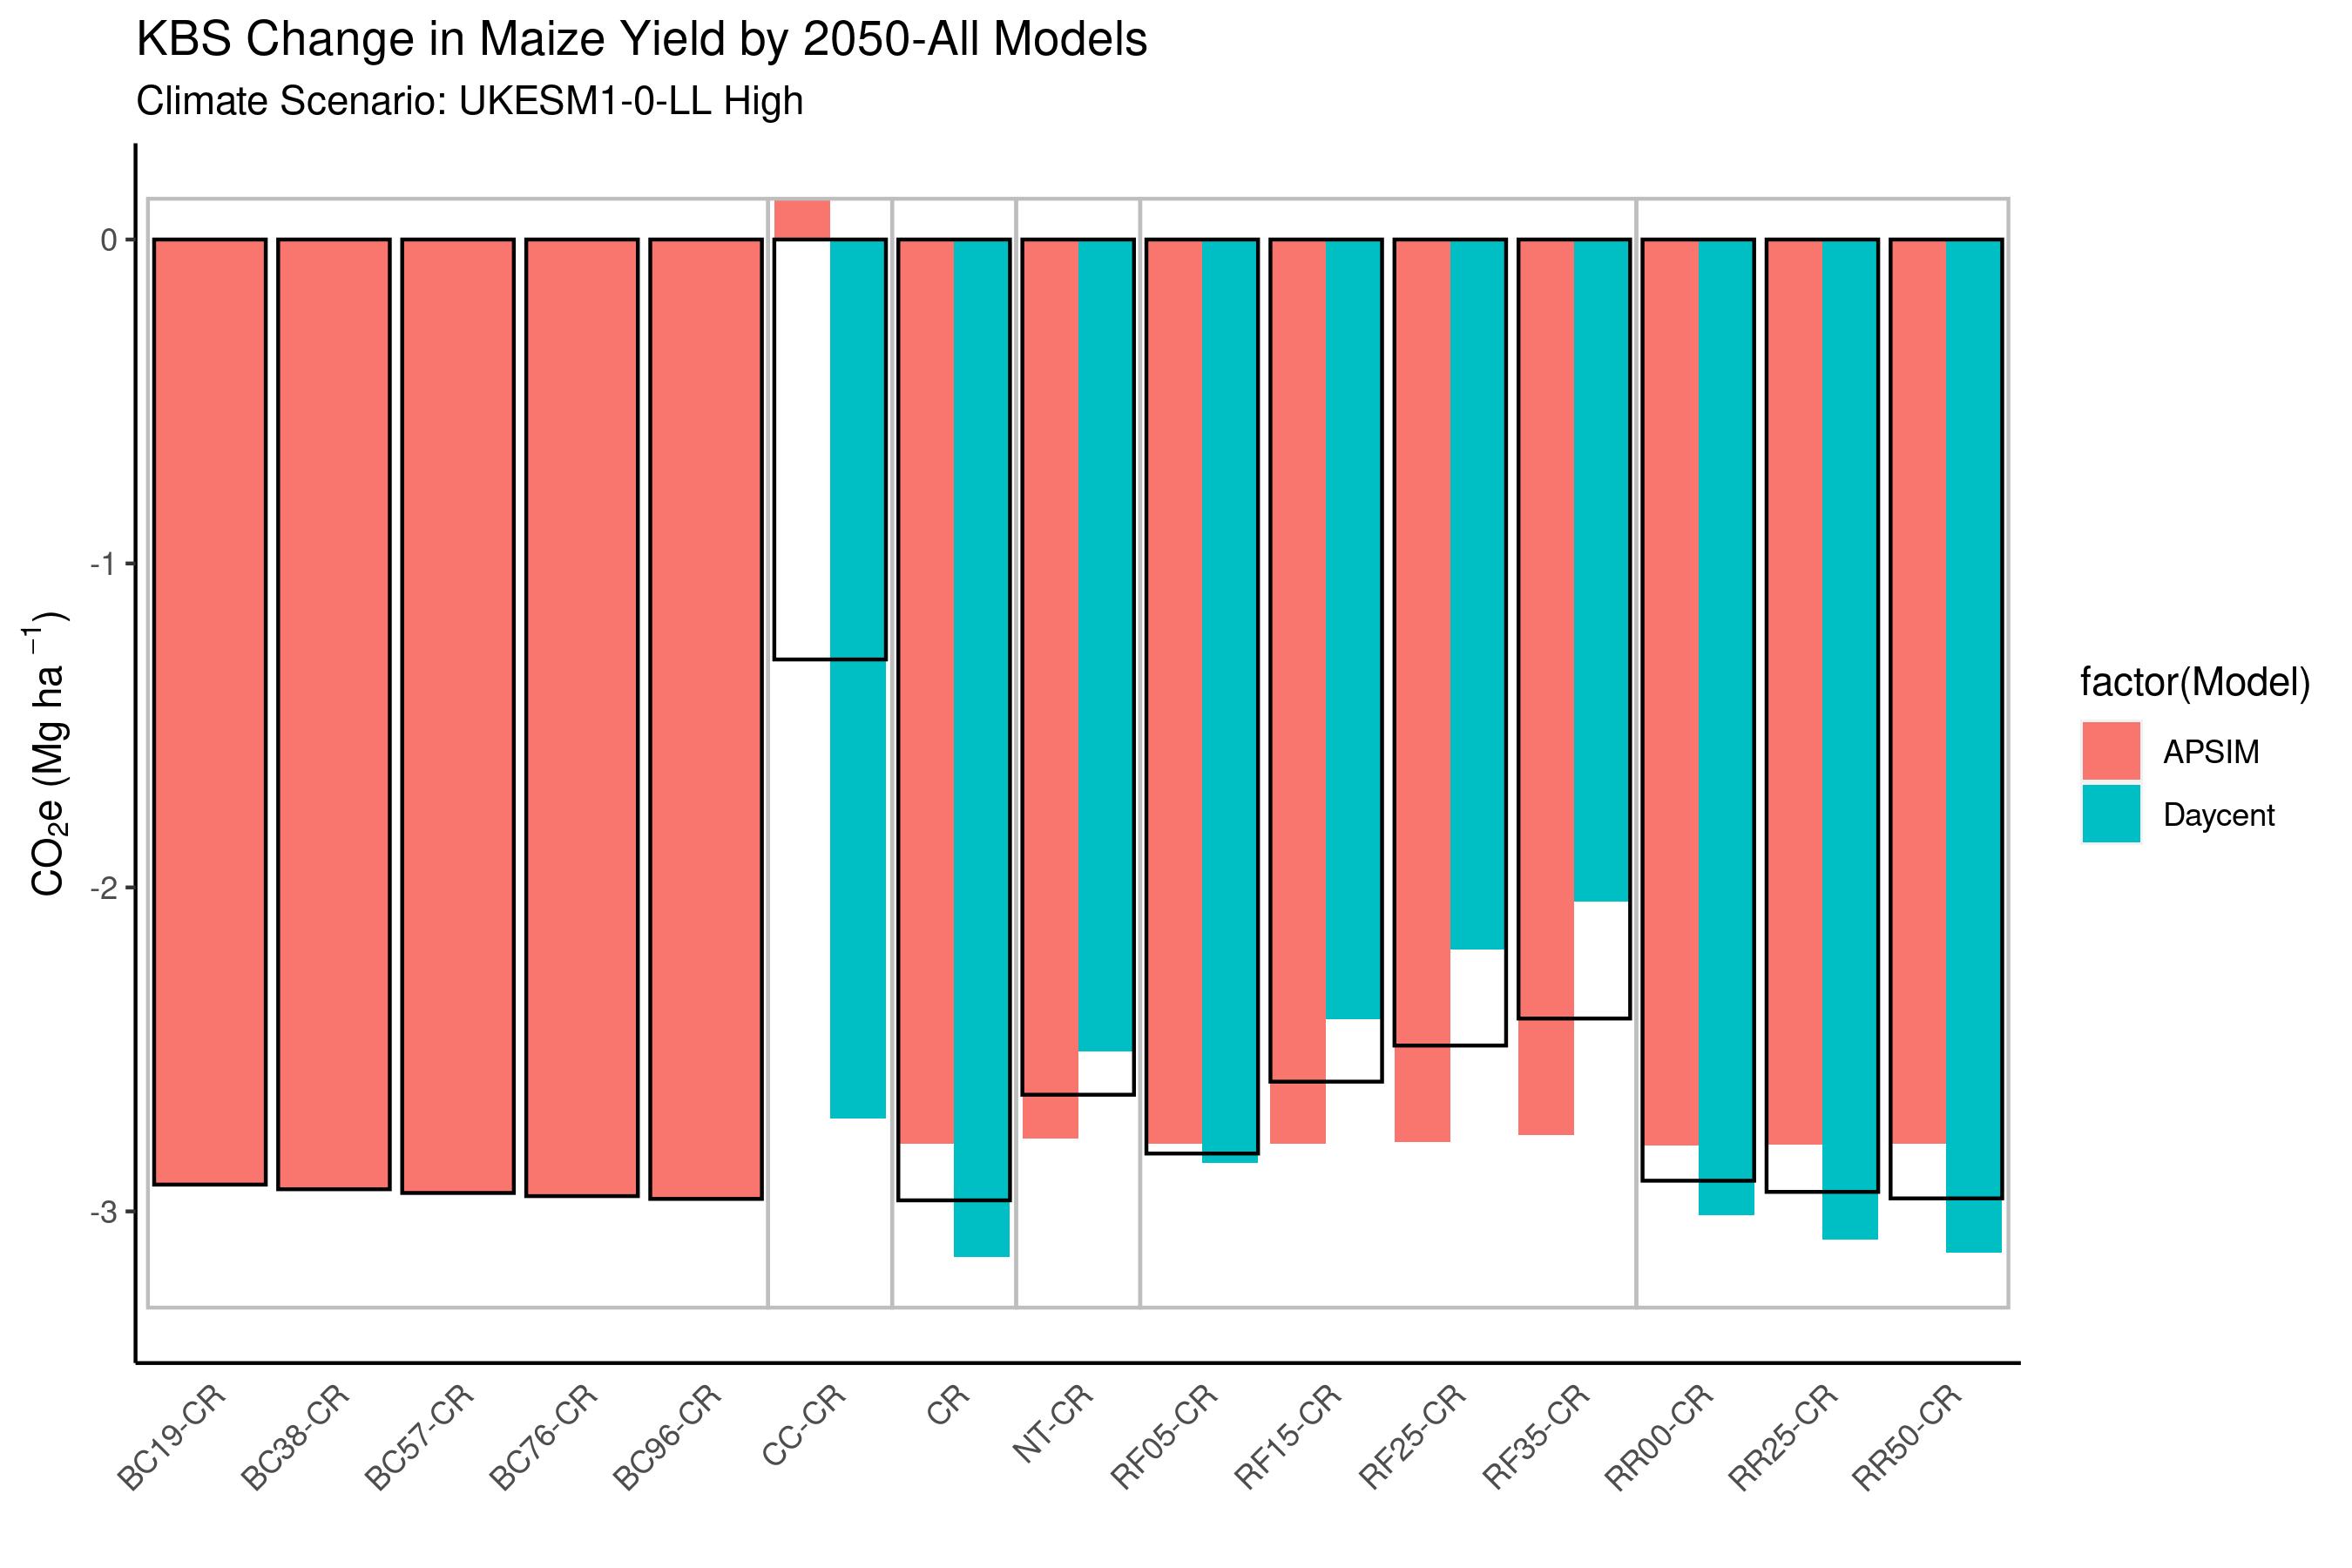 KBS Change in Maize Yield by 2050-All Models
Climate Scenario: UKESM1-0-LL High
CO₂e (Mg ha⁻¹)
0
-1
-2
-3
BC19-CR
BC38-CR
BC57-CR
BC76-CR
BC96-CR
CC-CR
CR
NT-CR
RF05-CR
RF15-CR
RF25-CR
RF35-CR
RR00-CR
RR25-CR
RR50-CR
factor(Model)
APSIM
Daycent